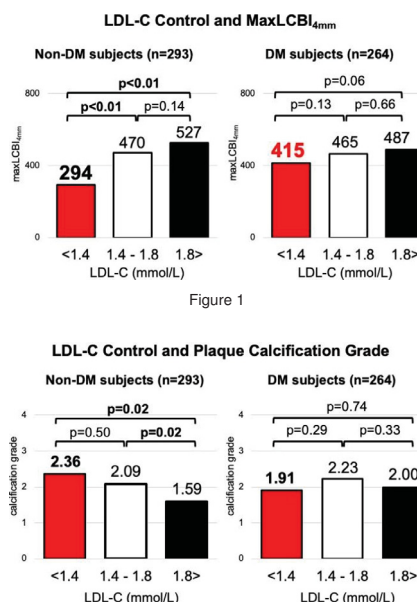 LDL-C Control and MaxLCBI4mm
Non-DM subjects (n=293)
800
400
0
maxLCBI4mm
p<0.01
p<0.01
p=0.14
294
470
527
<1.4
1.4 - 1.8
1.8>
LDL-C (mmol/L)
DM subjects (n=264)
800
400
0
maxLCBI4mm
p=0.06
p=0.13
p=0.66
415
465
487
<1.4
1.4 - 1.8
1.8>
LDL-C (mmol/L)
Figure 1
LDL-C Control and Plaque Calcification Grade
Non-DM subjects (n=293)
4
3
2
1
0
calcification grade
p=0.02
p=0.50
p=0.02
2.36
2.09
1.59
<1.4
1.4 - 1.8
1.8>
LDL-C (mmol/L)
DM subjects (n=264)
4
3
2
1
0
calcification grade
p=0.74
p=0.29
p=0.33
1.91
2.23
2.00
<1.4
1.4 - 1.8
1.8>
LDL-C (mmol/L)